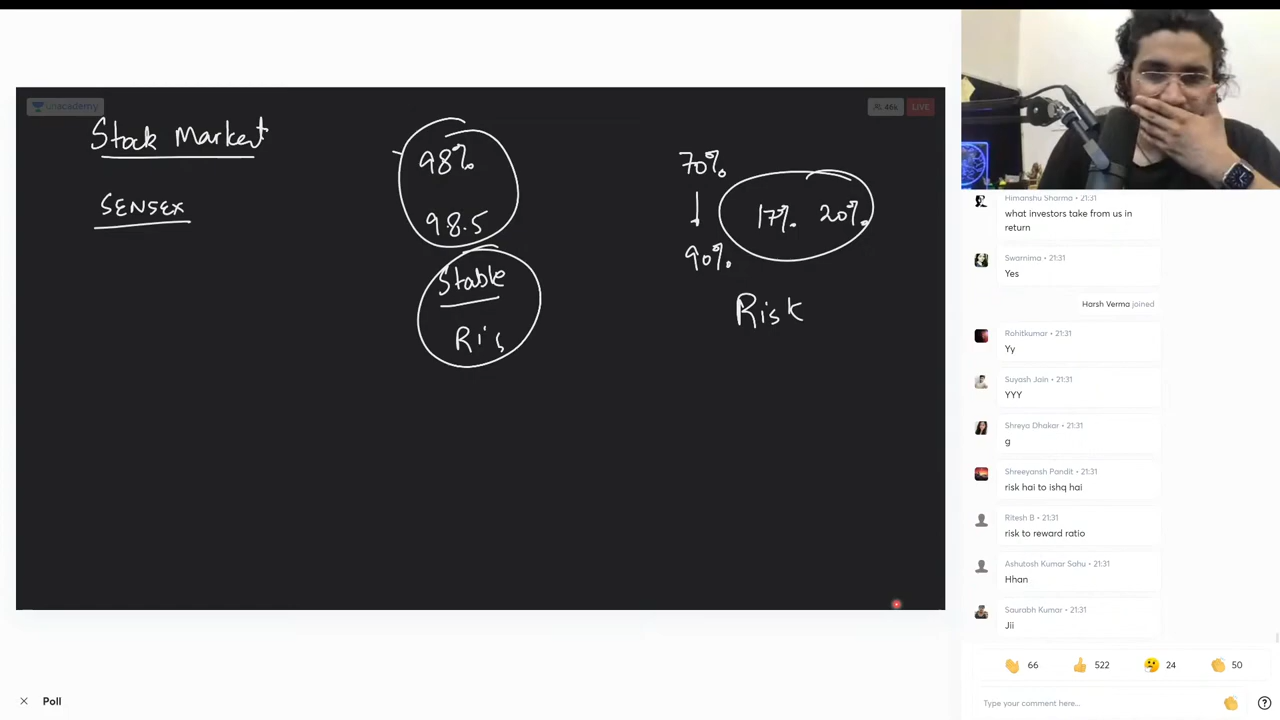 unacademy
46k
LIVE
Stock Market
SENSEX
98%
98.5
Stable
Ris
70%
90%
17% 20%
Risk
Himanshu Sharma • 21:31
what investors take from us in
return
Swarnima • 21:31
Yes
Harsh Verma joined
Rohitkumar • 21:31
Yy
Suyash Jain • 21:31
YYY
Shreya Dhakar • 21:31
g
Shreeyansh Pandit • 21:31
risk hai to ishq hai
Ritesh B • 21:31
risk to reward ratio
Ashutosh Kumar Sahu • 21:31
Hhan
Saurabh Kumar • 21:31
Jii
66
522
24
50
Type your comment here...
Poll